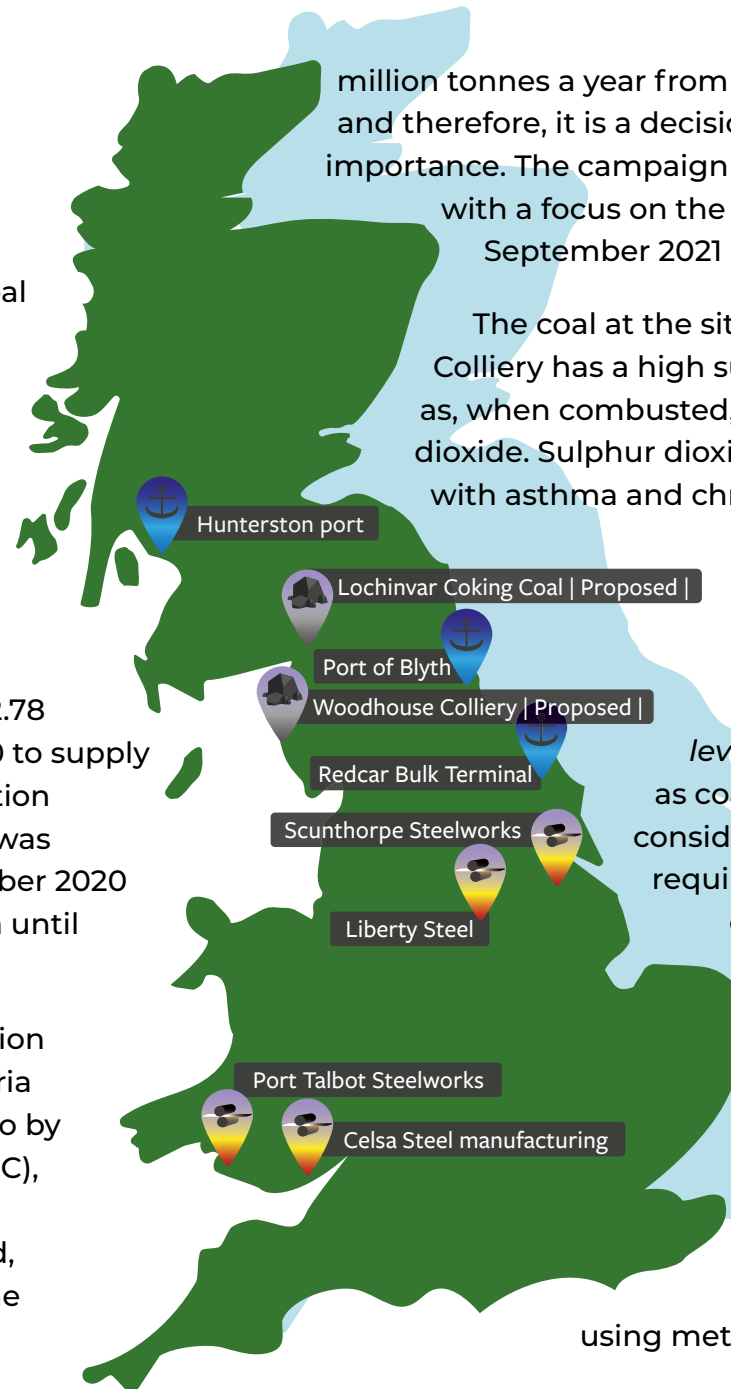 al
.78
0 to supply
tion
was
ber 2020
until
ion
ria
o by
C),
d,
ne
million tonnes a year from
and therefore, it is a decisio
importance. The campaign
with a focus on the
September 2021
The coal at the sit
Colliery has a high su
as, when combusted,
dioxide. Sulphur dioxi
with asthma and chr
Hunterston port
Lochinvar Coking Coal | Proposed |
Port of Blyth
Woodhouse Colliery | Proposed |
Redcar Bulk Terminal
Scunthorpe Steelworks
Liberty Steel
Port Talbot Steelworks
Celsa Steel manufacturing
lev
as co
consid
requi
using met